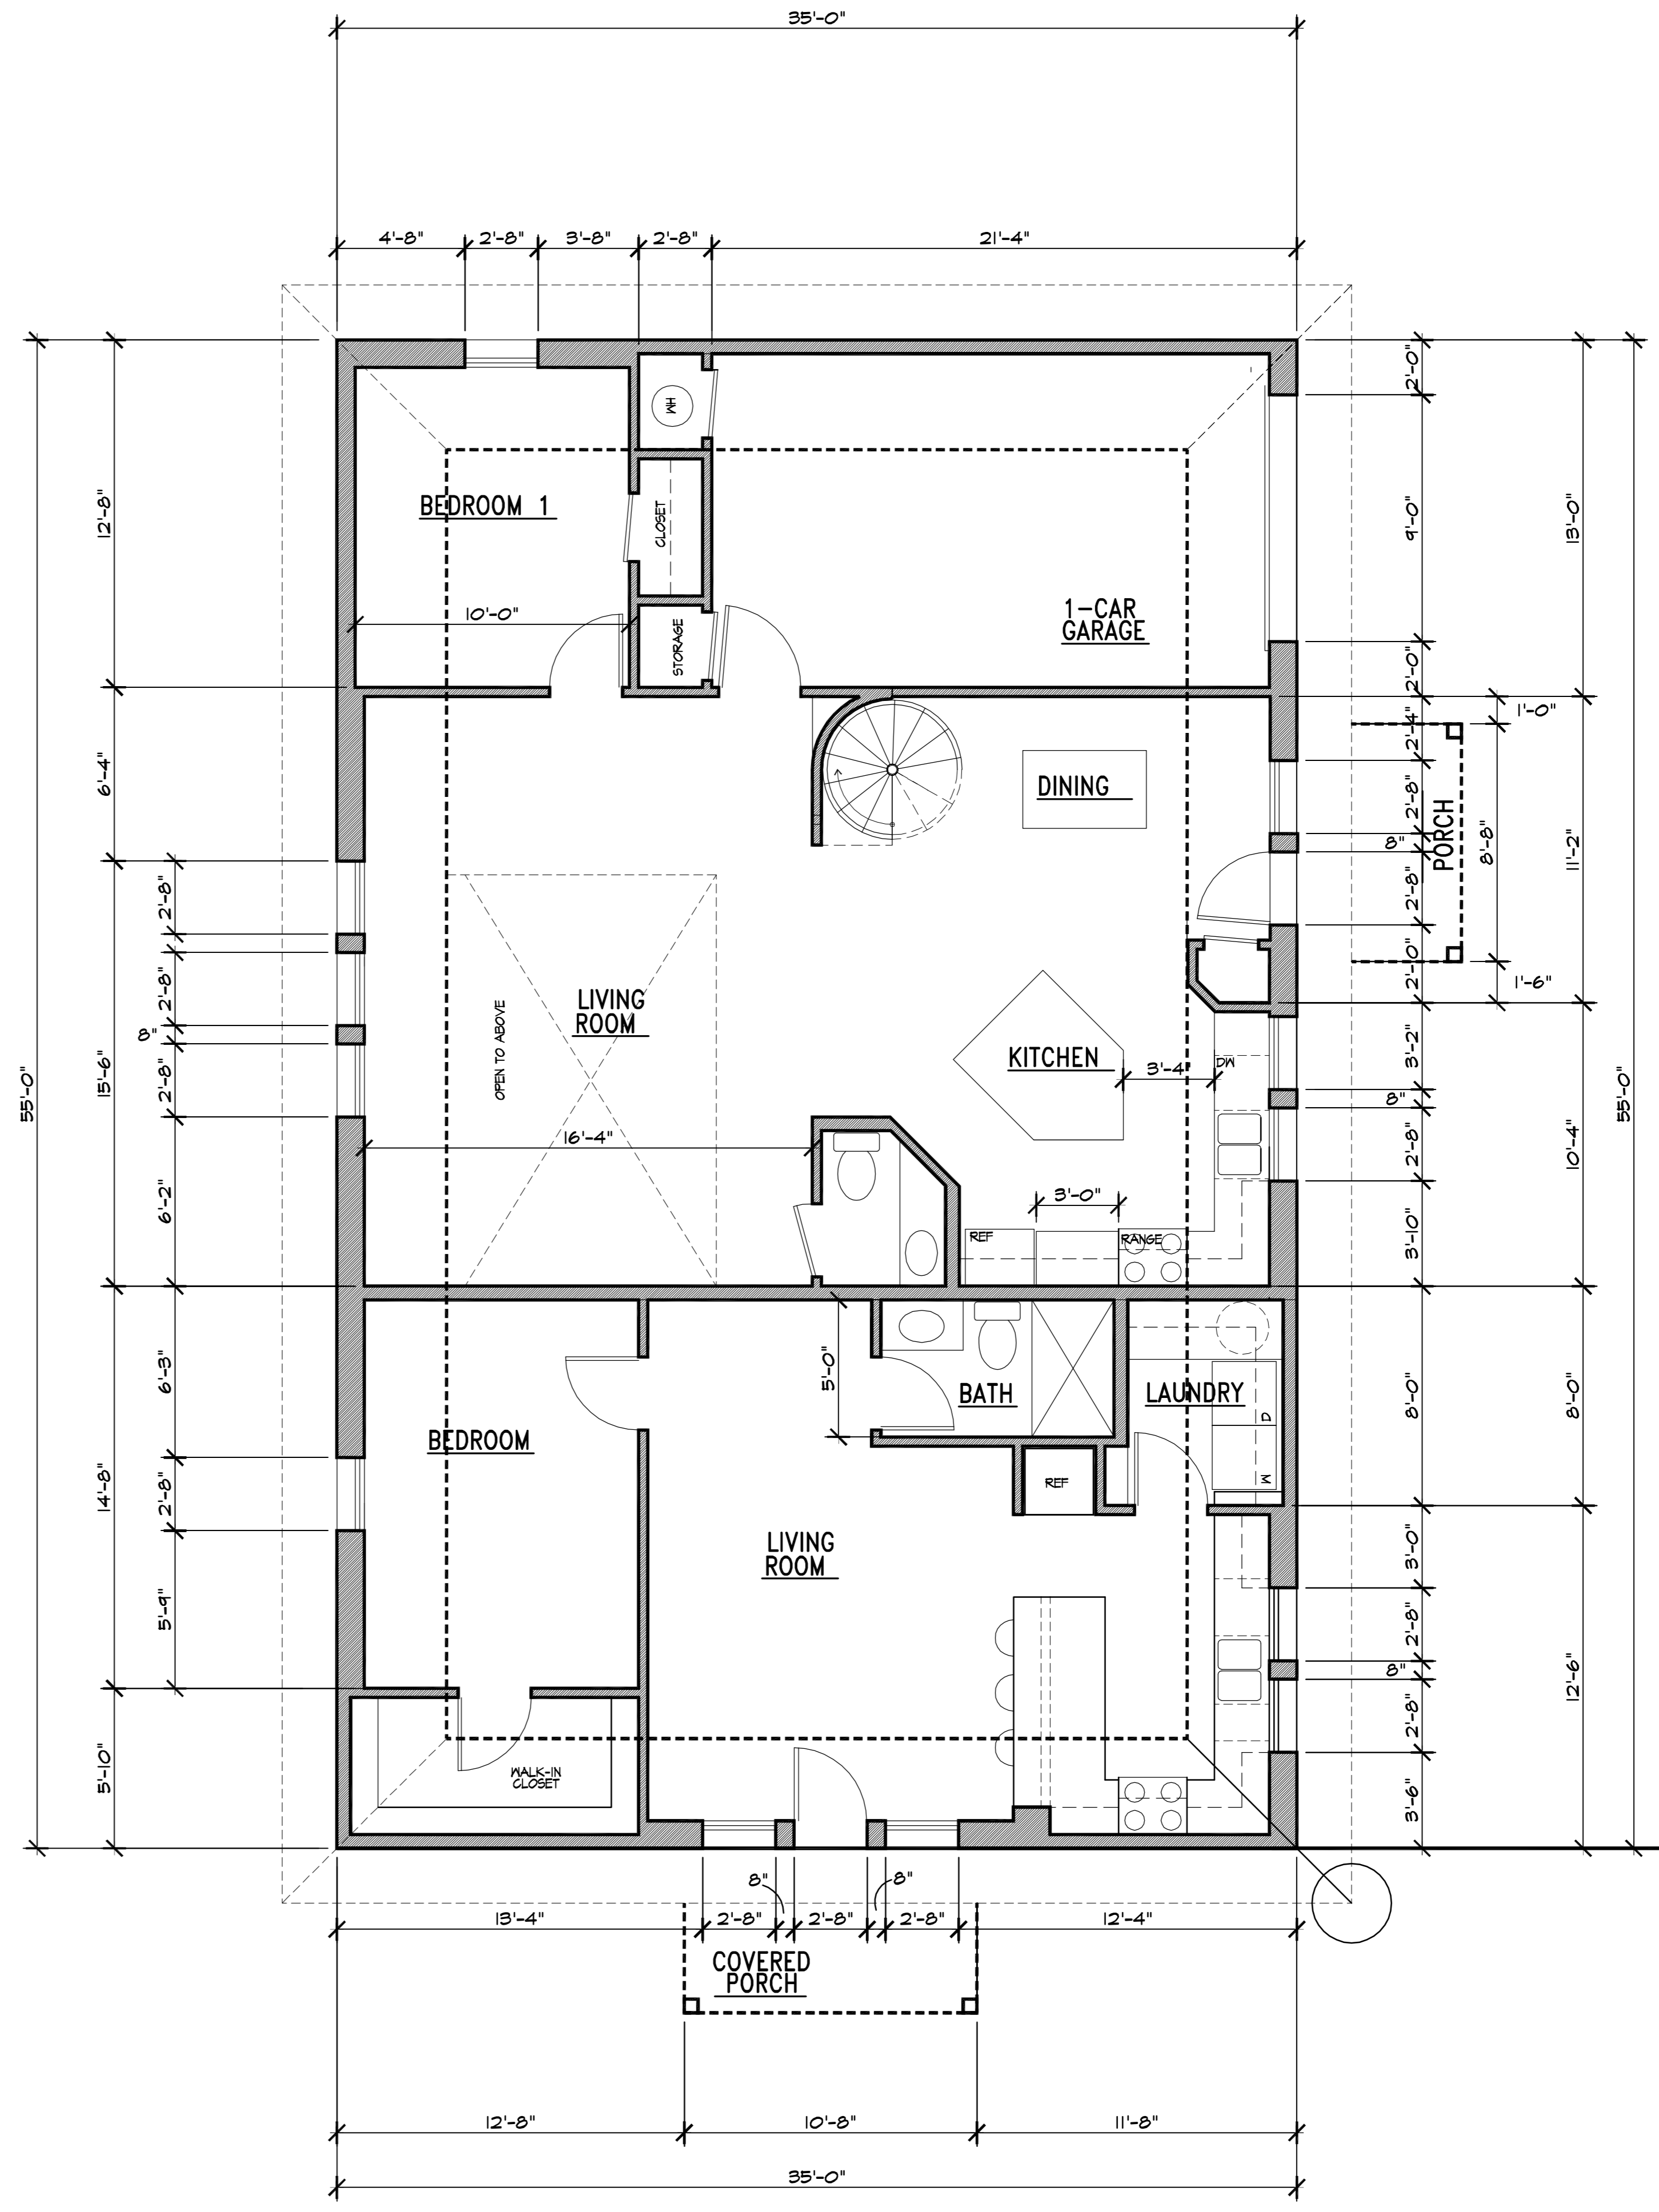 35'-0"
4'-8" 2'-8" 3'-8" 2'-8" 21'-4"
2'-0"
WH
BEDROOM 1
CLOSET
12'-8"
9'-0"
13'-0"
10'-0"
STORAGE
1-CAR
GARAGE
2'-0"
1'-0"
2'-4"
6'-4"
DINING
2'-8"
PORCH
8'-8"
11'-2"
8"
2'-8"
2'-8"
2'-8"
LIVING
ROOM
OPEN TO ABOVE
2'-0"
1'-6"
8"
2'-8"
15'-6"
55'-0"
KITCHEN
3'-4"
DW
3'-2"
8"
55'-0"
16'-4"
2'-8"
10'-4"
6'-2"
3'-0"
REF
RANGE
3'-10"
6'-3"
5'-0"
BATH
LAUNDRY
D
8'-0"
8'-0"
BEDROOM
W
REF
14'-8"
2'-8"
LIVING
ROOM
3'-0"
5'-9"
2'-8"
8"
12'-6"
2'-8"
5'-10"
WALK-IN
CLOSET
3'-6"
8" 8"
13'-4" 2'-8" 2'-8" 2'-8" 12'-4"
COVERED
PORCH
12'-8" 10'-8" 11'-8"
35'-0"